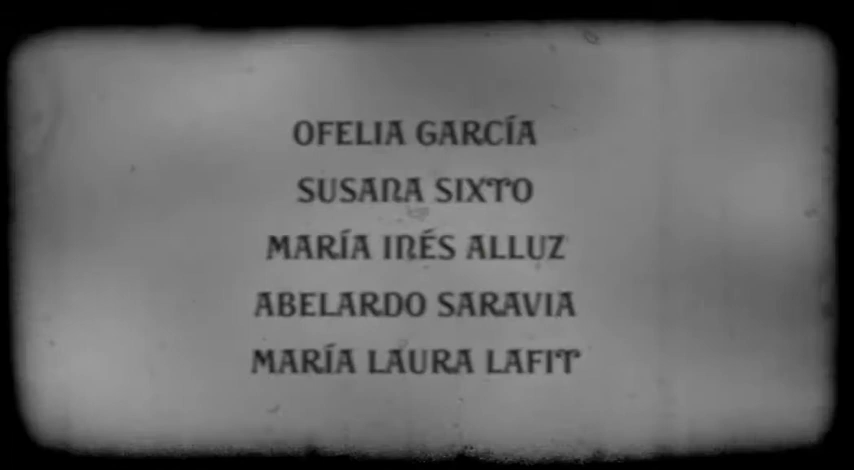 OFELIA GARCÍA
SUSANA SIXTO
MARÍA INÉS ALLUZ
ABELARDO SARAVIA
MARÍA LAURA LAFIT